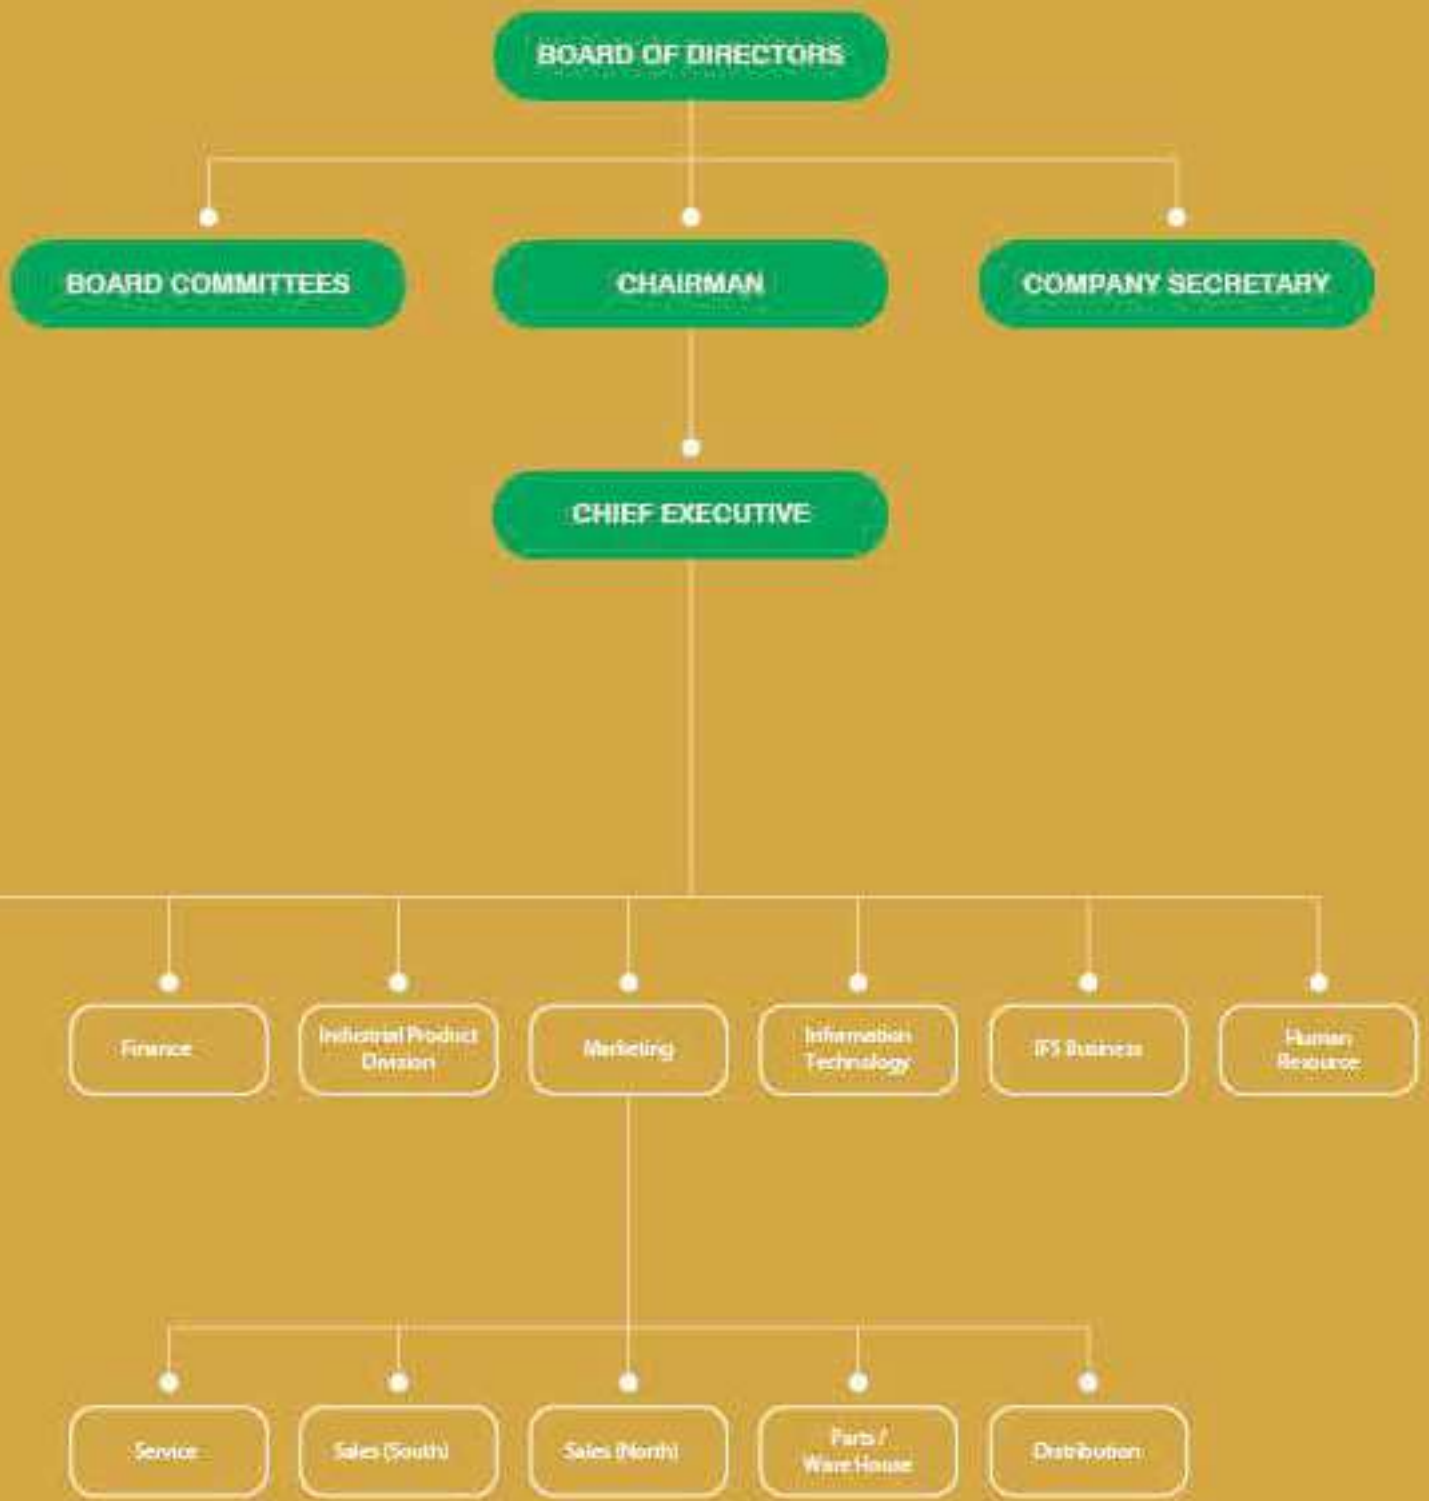 BOARD OF DIRECTORS
BOARD COMMITTEES
CHAIRMAN
COMPANY SECRETARY
CHIEF EXECUTIVE
Finance
Industrial Product
Division
Marketing
Information
Technology
IFS Business
Human
Resource
Service
Sales (South)
Sales (North)
Parts /
Ware House
Distribution